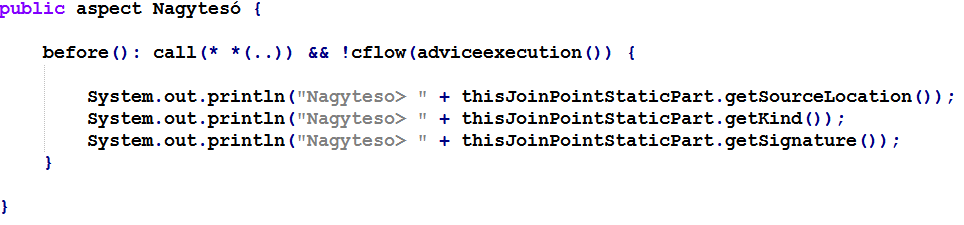 public aspect Nagytesó {
before(): call(* *(..)) && !cflow(adviceexecution()) {
System.out.println("Nagyteso> " + thisJoinPointStaticPart.getSourceLocation());
System.out.println("Nagyteso> " + thisJoinPointStaticPart.getKind());
System.out.println("Nagyteso> " + thisJoinPointStaticPart.getSignature());
}
}